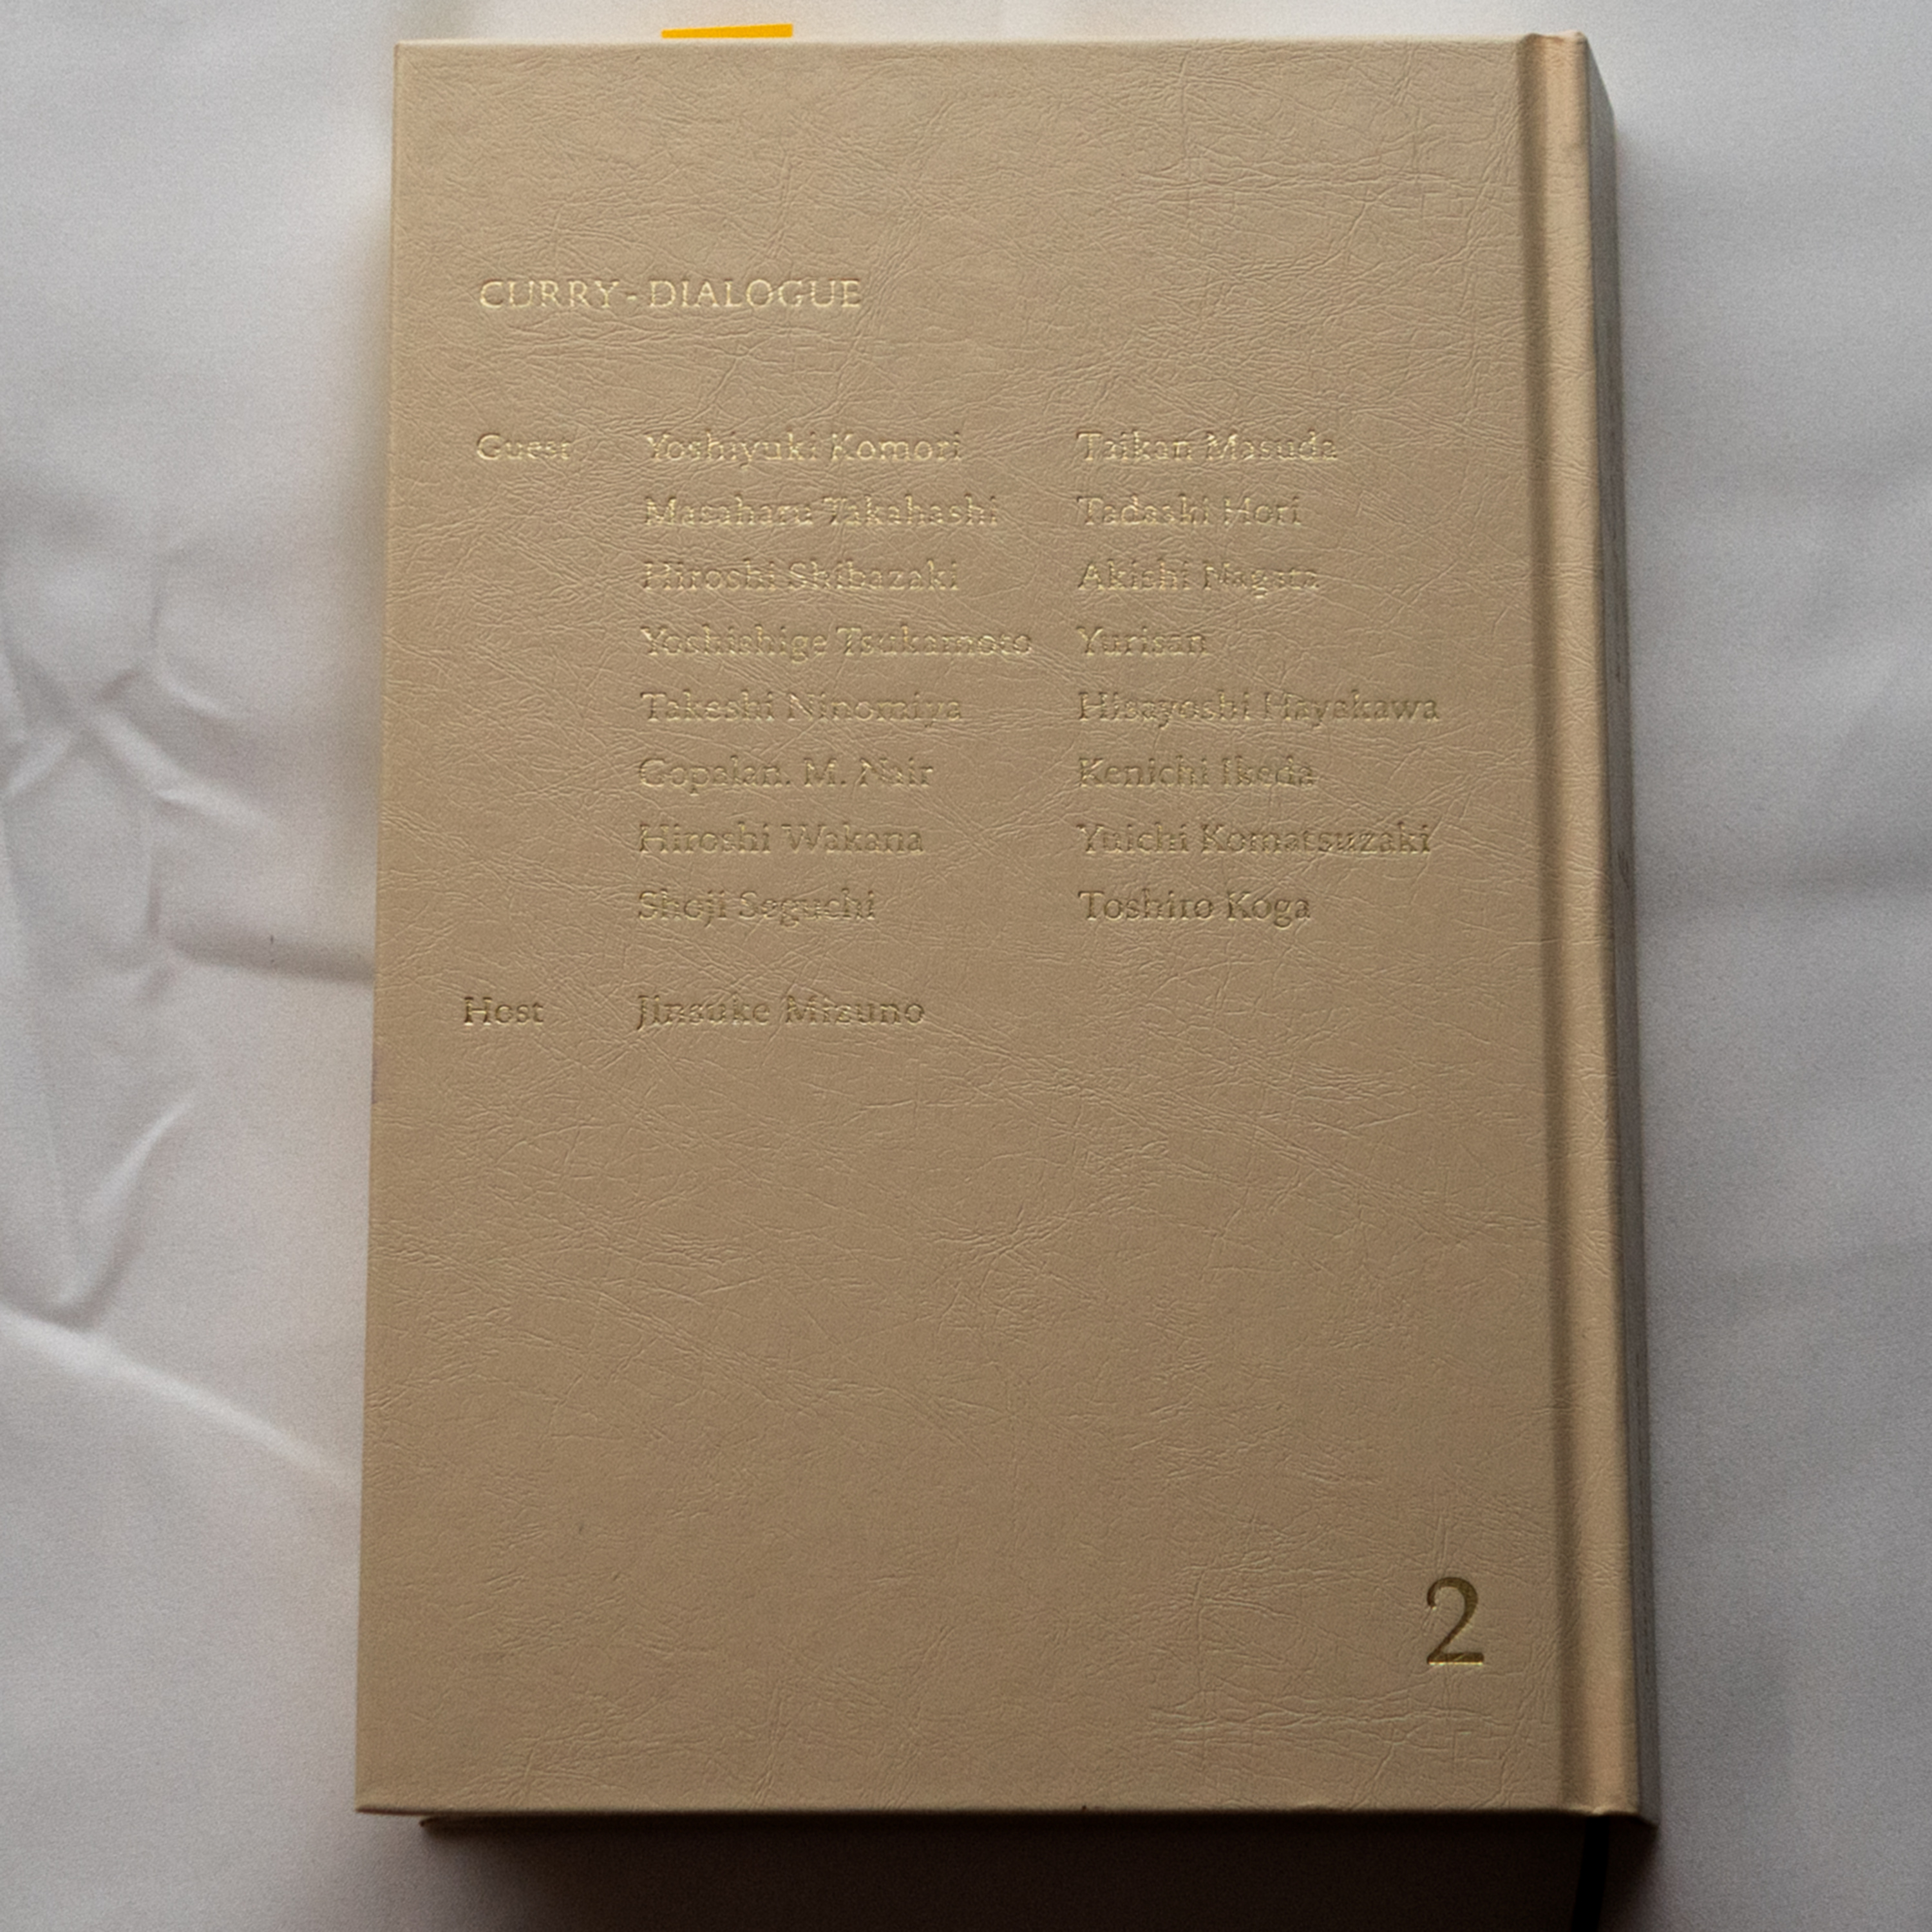 CURRY - DIALOGUE
Guest Yoshiyuki Komori Taikan Masuda
Masaharu Takahashi Tadashi Hori
Hiroshi Shibazaki Akishi Nagata
Yoshishige Tsukamoto Yurisan
Takeshi Ninomiya Hisayoshi Hayakawa
Gopalan. M. Nair Kenichi Ikeda
Hiroshi Wakana Yuichi Komatsuzaki
Shoji Seguchi Toshiro Koga
Host Jinsuke Mizuno
2